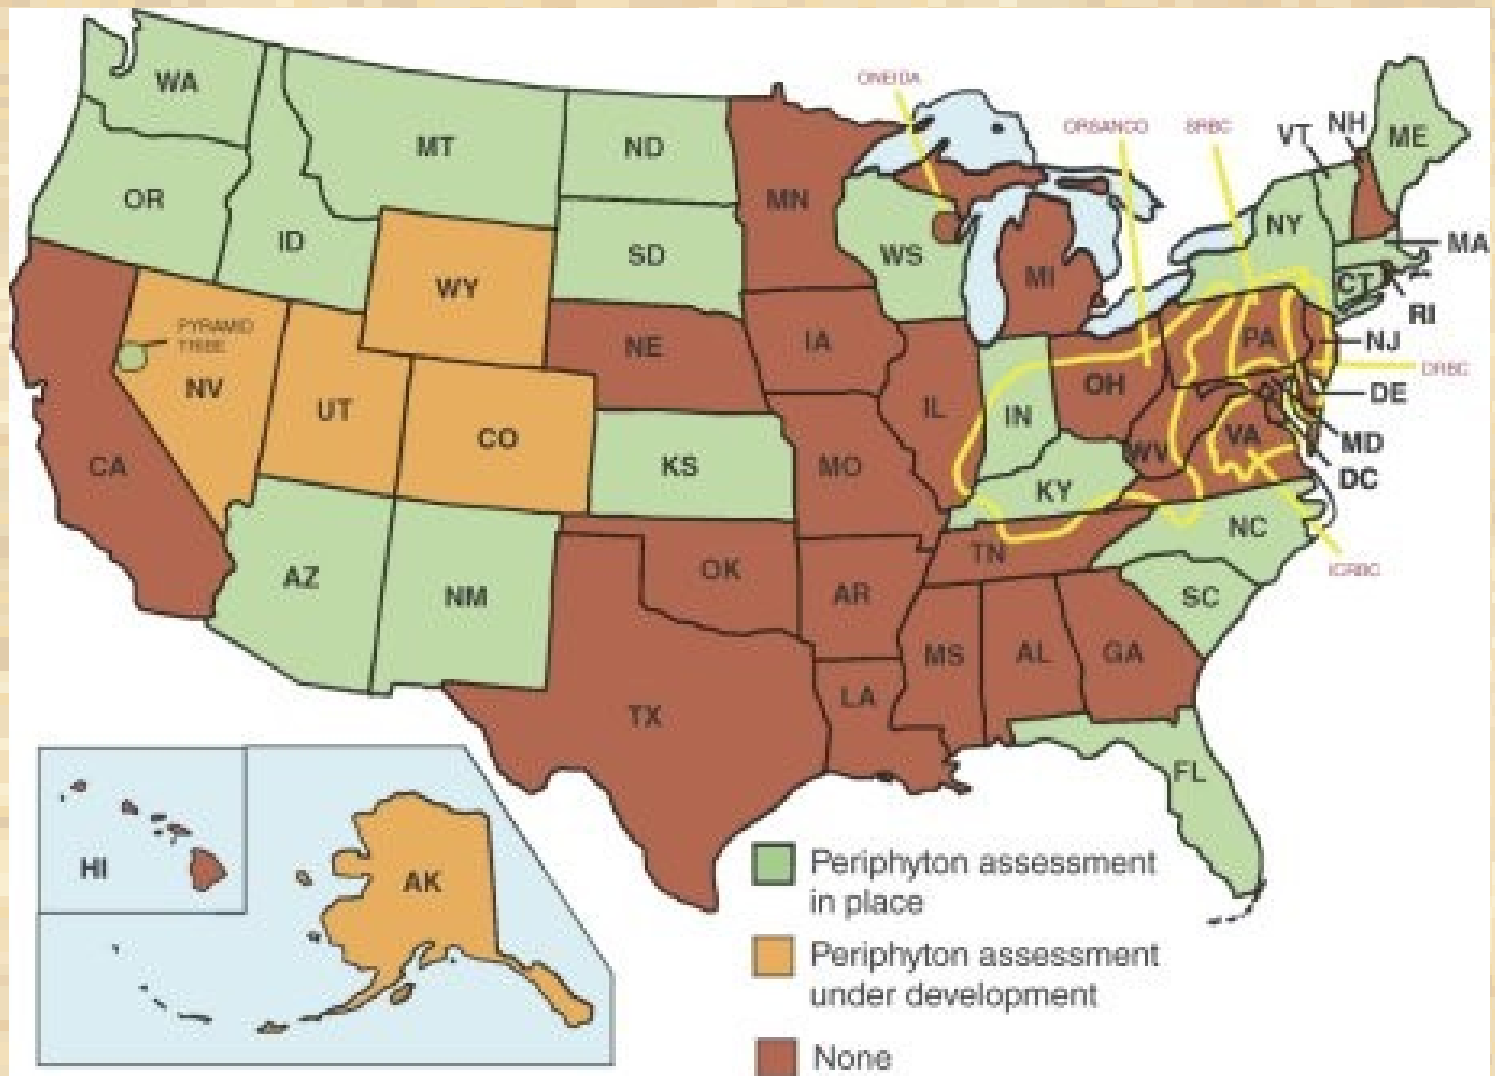 WA
MT
ND
MN
ONEIDA
ORSANCO
SRBC
VT
NH
ME
OR
ID
SD
WS
MI
NY
MA
WY
CT
RI
PYRAMID
TRIBE
NV
UT
CO
NE
IA
IL
IN
OH
PA
NJ
DRBC
DE
CA
KS
MO
WV
VA
MD
DC
KY
AZ
NM
OK
AR
TN
NC
ICRBC
SC
TX
LA
MS
AL
GA
FL
HI
AK
Periphyton assessment
in place
Periphyton assessment
under development
None